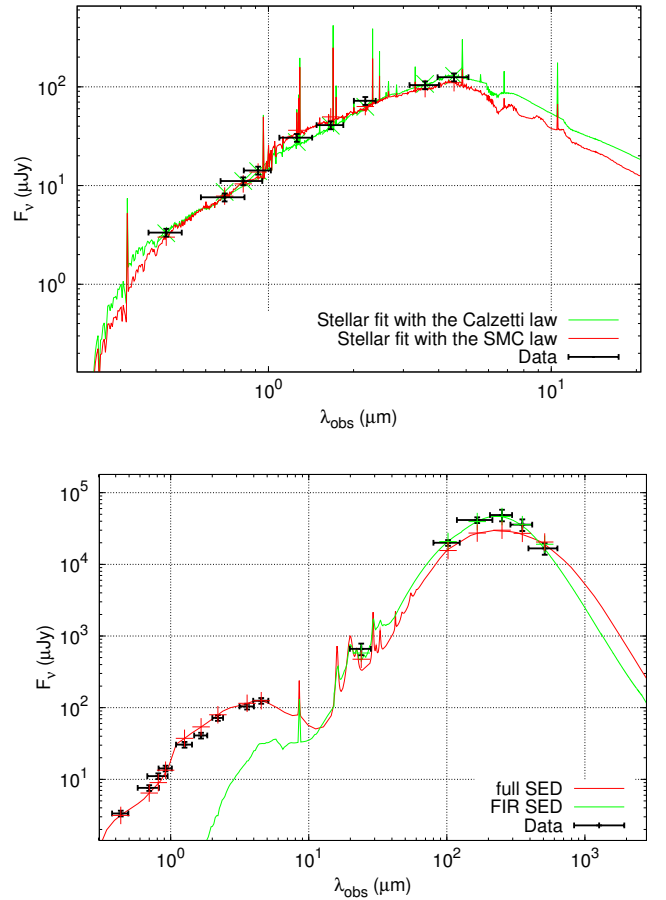 10²
10¹
10⁰
F_ν (μJy)
Stellar fit with the Calzetti law
Stellar fit with the SMC law
Data
10⁰
10¹
λ_obs (μm)
10⁵
10⁴
10³
10²
10¹
F_ν (μJy)
full SED
FIR SED
Data
10⁰
10¹
10²
10³
λ_obs (μm)